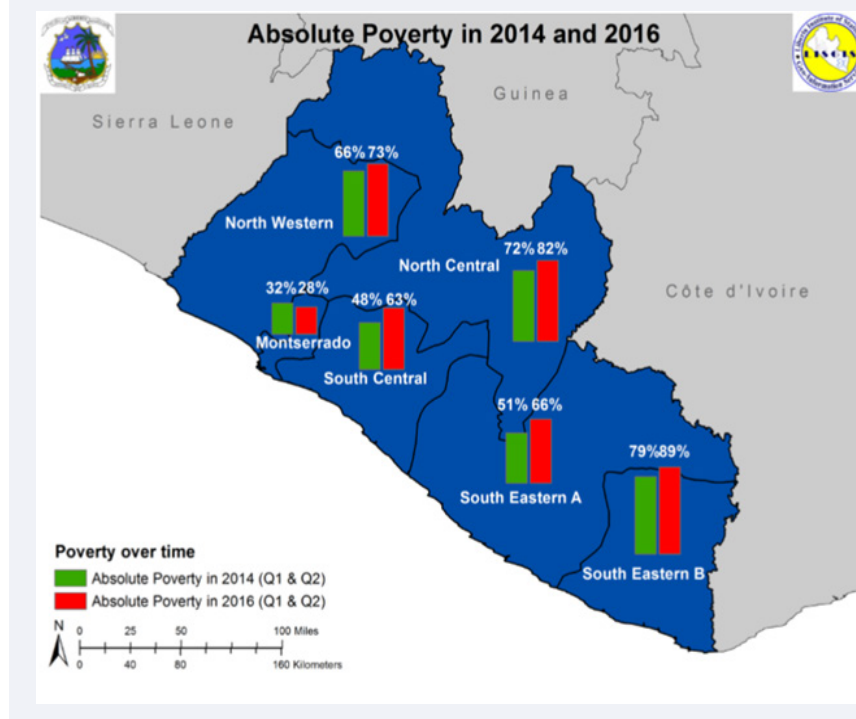 Absolute Poverty in 2014 and 2016
Guinea
Sierra Leone
66% 73%
North Western
72% 82%
North Central
Côte d'Ivoire
32% 28%
48% 63%
Montserrado
South Central
51% 66%
79%89%
South Eastern A
South Eastern B
Poverty over time
Absolute Poverty in 2014 (Q1 & Q2)
Absolute Poverty in 2016 (Q1 & Q2)
N
0 25 50 100 Miles
0 40 80 160 Kilometers